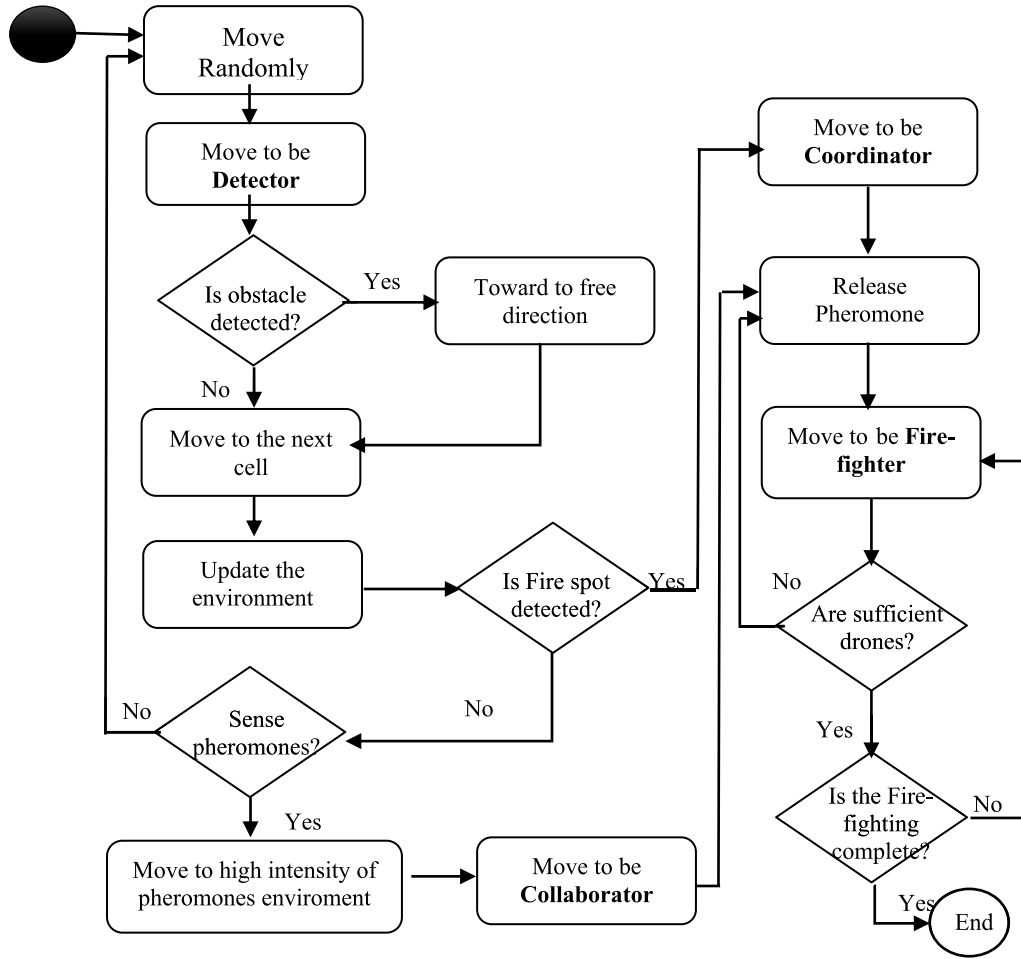 Move
Randomly
Move to be
Detector
Is obstacle
detected?
Yes
Toward to free
direction
No
Move to the next
cell
Update the
environment
Is Fire spot
detected?
Yes
No
Sense
pheromones?
No
Yes
Move to high intensity of
pheromones enviroment
Move to be
Collaborator
Move to be
Coordinator
Release
Pheromone
Move to be Fire-
fighter
No
Are sufficient
drones?
Yes
Is the Fire-
fighting
complete?
No
Yes
End